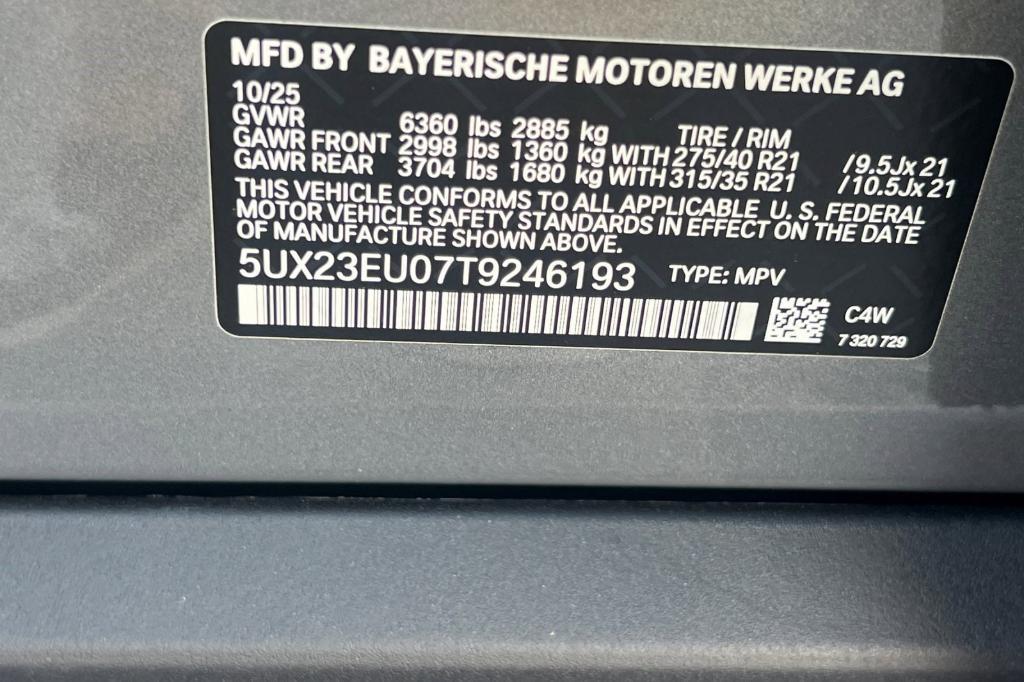 MFD BY BAYERISCHE MOTOREN WERKE AG
10/25
GVWR 6360 lbs 2885 kg TIRE / RIM
GAWR FRONT 2998 lbs 1360 kg WITH 275/40 R21 /9.5Jx 21
GAWR REAR 3704 lbs 1680 kg WITH 315/35 R21 /10.5Jx 21
THIS VEHICLE CONFORMS TO ALL APPLICABLE U. S. FEDERAL
MOTOR VEHICLE SAFETY STANDARDS IN EFFECT ON THE DATE
OF MANUFACTURE SHOWN ABOVE.
5UX23EU07T9246193 TYPE: MPV
C4W
7 320 729